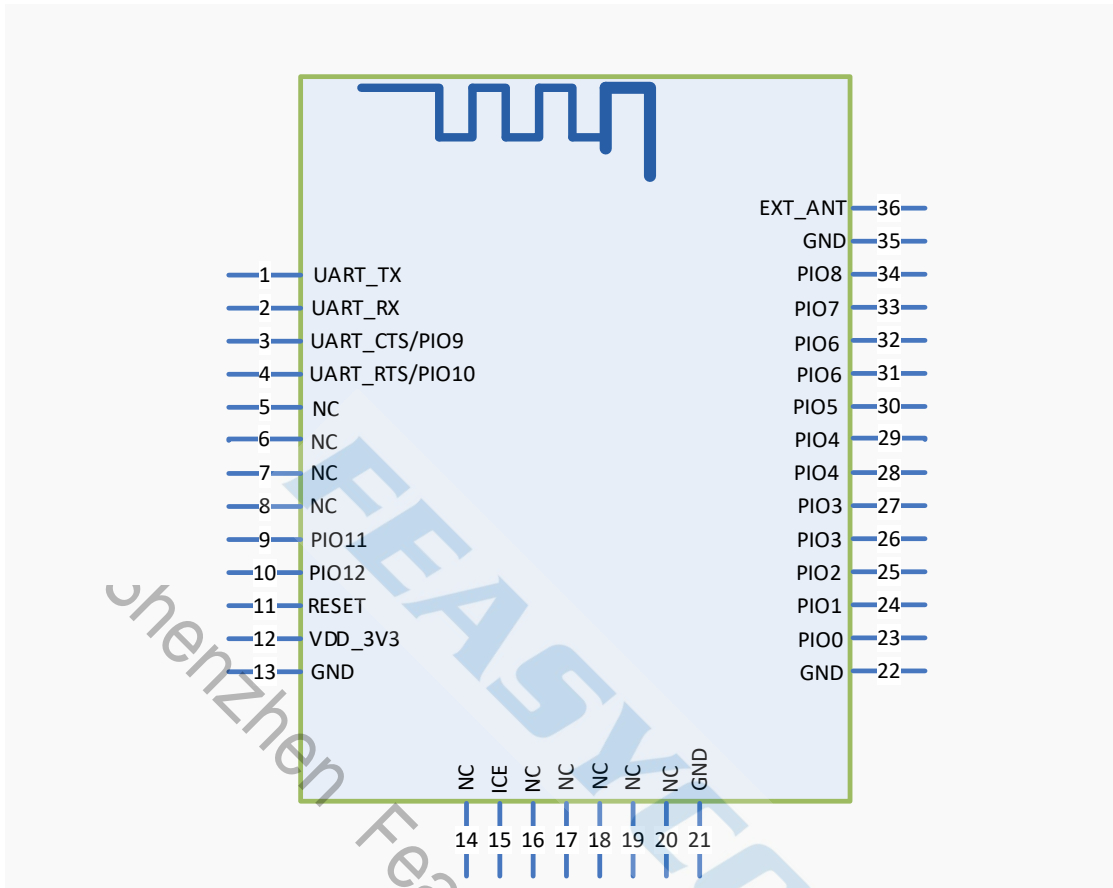 EXT_ANT 36
GND 35
1 UART_TX PIO8 34
2 UART_RX PIO7 33
3 UART_CTS/PIO9 PIO6 32
4 UART_RTS/PIO10 PIO6 31
5 NC PIO5 30
6 NC PIO4 29
7 NC PIO4 28
8 NC PIO3 27
9 PIO11 PIO3 26
10 PIO12 PIO2 25
11 RESET PIO1 24
12 VDD_3V3 PIO0 23
13 GND GND 22
NC ICE NC NC NC NC NC GND
14 15 16 17 18 19 20 21
Shenzhen